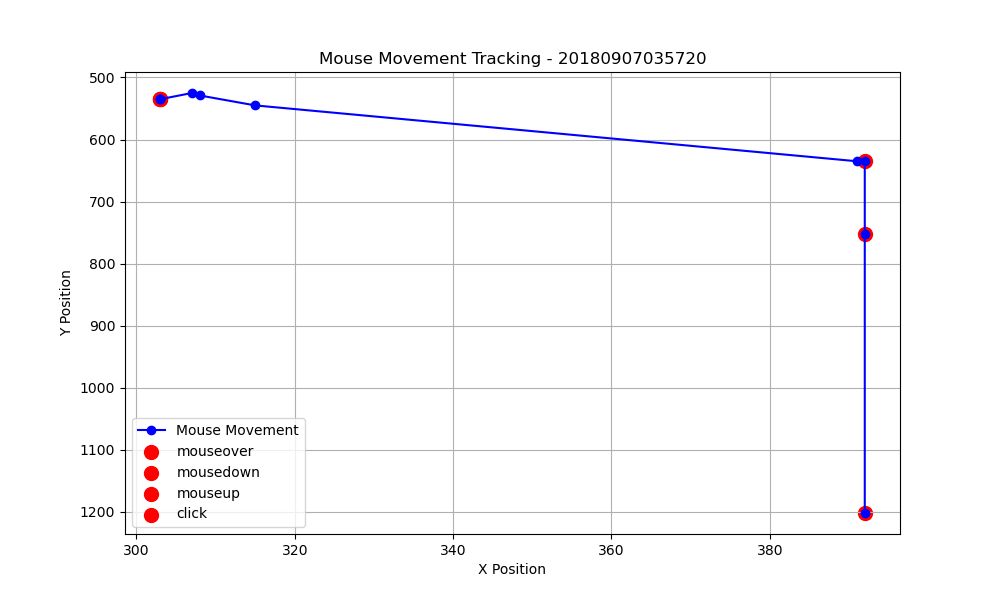 Mouse Movement Tracking - 20180907035720
500
600
700
800
900
1000
1100
1200
Y Position
Mouse Movement
mouseover
mousedown
mouseup
click
300
320
340
360
380
X Position